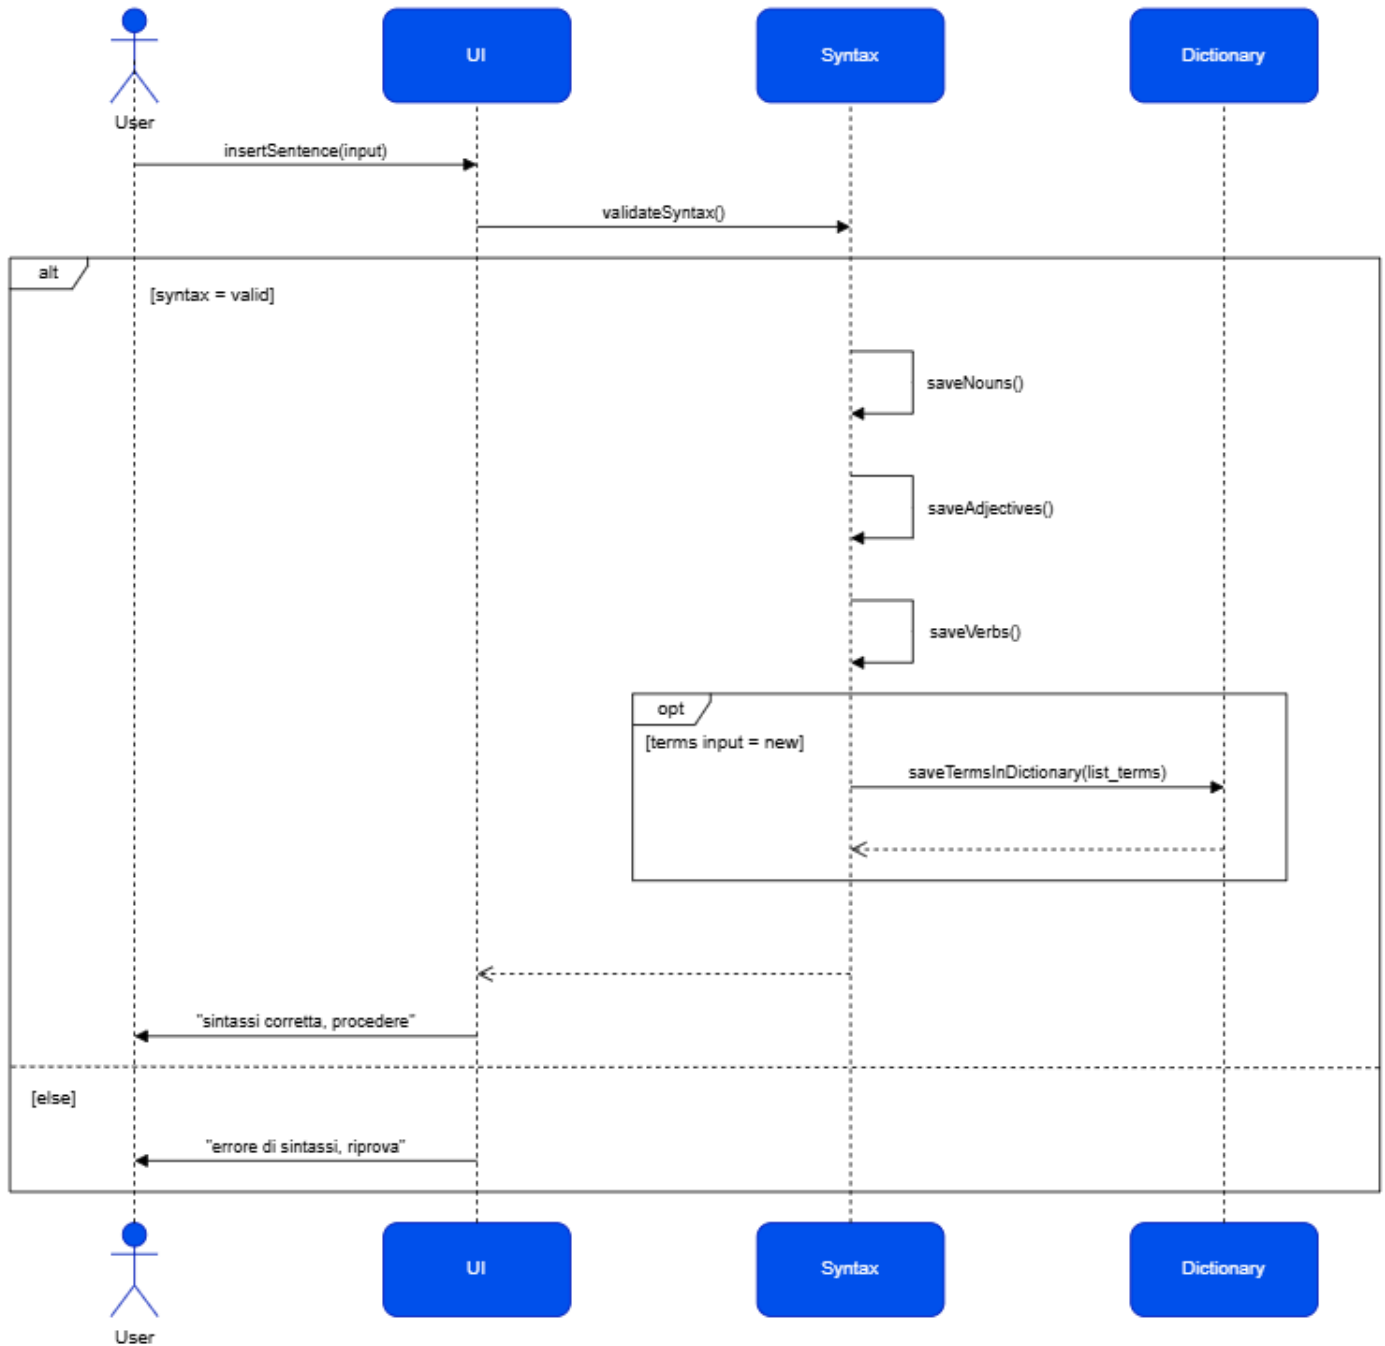 UI
Syntax
Dictionary
User
insertSentence(input)
validateSyntax()
alt
[syntax = valid]
saveNouns()
saveAdjectives()
saveVerbs()
opt
[terms input = new]
saveTermsInDictionary(list_terms)
"sintassi corretta, procedere"
[else]
"errore di sintassi, riprova"
UI
Syntax
Dictionary
User